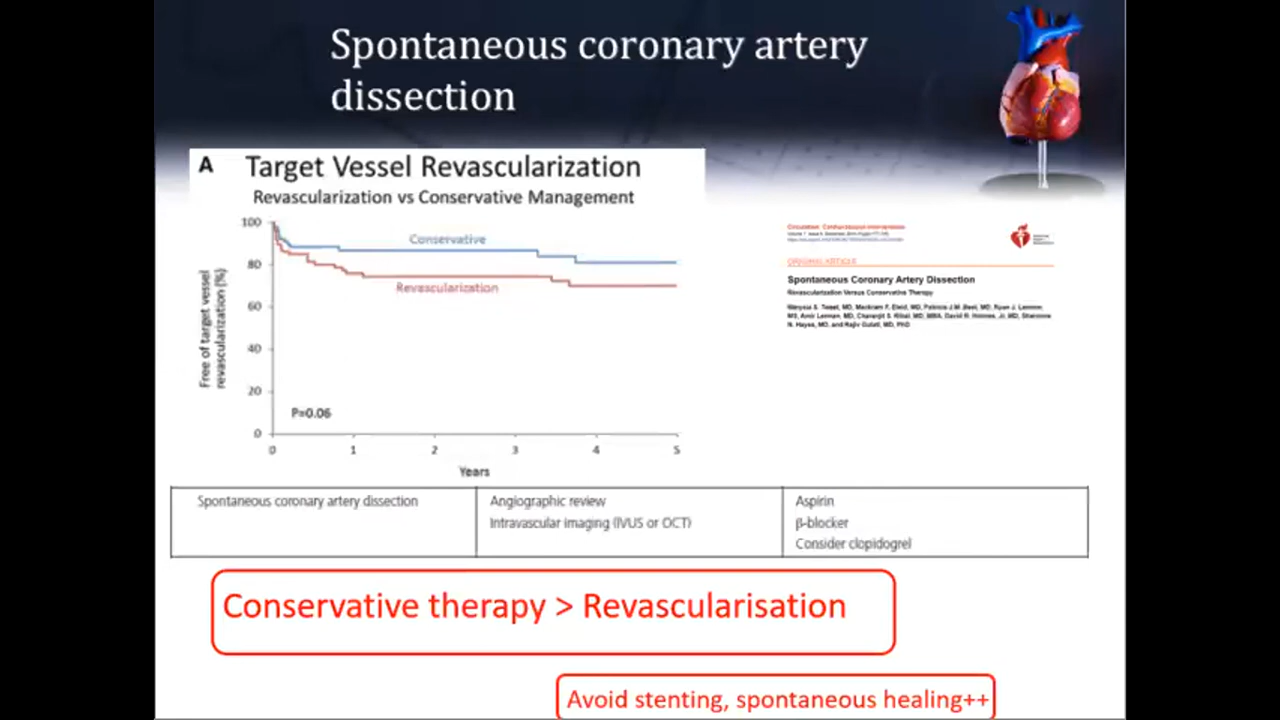 Spontaneous coronary artery
dissection
A Target Vessel Revascularization
Revascularization vs Conservative Management
100
80
60
40
20
0
Free of target vessel
revascularization (%)
Conservative
Revascularization
P=0.06
0 1 2 3 4 5
Years
ORIGINAL ARTICLE
Spontaneous Coronary Artery Dissection
Revascularization Versus Conservative Therapy
Spontaneous coronary artery dissection
Angiographic review
Intravascular imaging (IVUS or OCT)
Aspirin
β-blocker
Consider clopidogrel
Conservative therapy > Revascularisation
Avoid stenting, spontaneous healing++